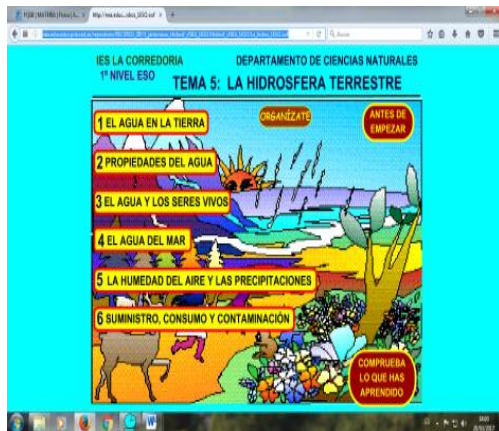 IES LA CORREDORIA
1º NIVEL ESO
DEPARTAMENTO DE CIENCIAS NATURALES
TEMA 5: LA HIDROSFERA TERRESTRE
ORGANÍZATE
ANTES DE
EMPEZAR
1 EL AGUA EN LA TIERRA
2 PROPIEDADES DEL AGUA
3 EL AGUA Y LOS SERES VIVOS
4 EL AGUA DEL MAR
5 LA HUMEDAD DEL AIRE Y LAS PRECIPITACIONES
6 SUMINISTRO, CONSUMO Y CONTAMINACIÓN
COMPRUEBA
LO QUE HAS
APRENDIDO